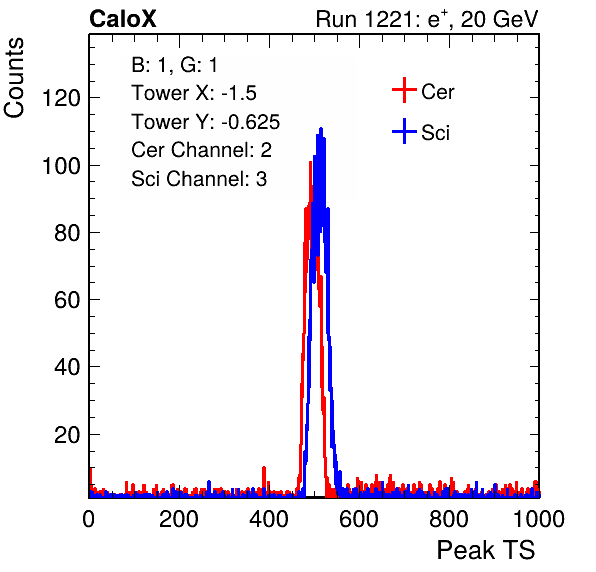 CaloX Run 1221: e⁺, 20 GeV
Counts
B: 1, G: 1
Tower X: -1.5
Tower Y: -0.625
Cer Channel: 2
Sci Channel: 3
Cer
Sci
120
100
80
60
40
20
0 200 400 600 800 1000
Peak TS